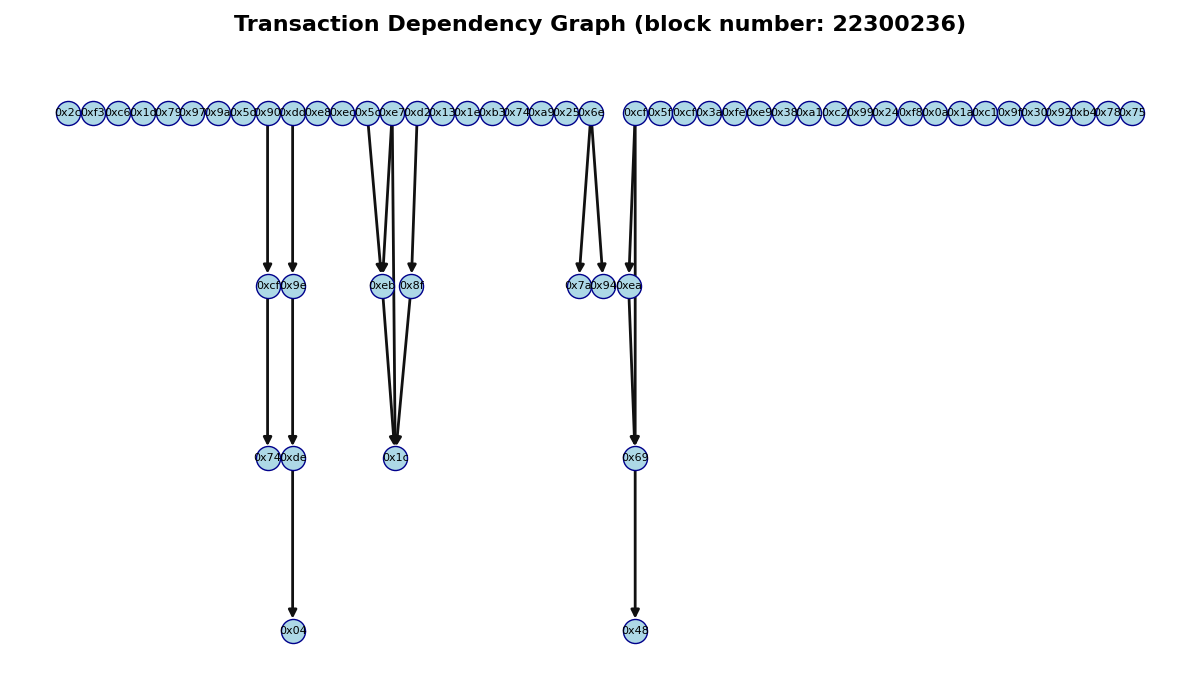 Transaction Dependency Graph (block number: 22300236)
0x2c 0xf3 0xc6 0x1d 0x79 0x97 0x9a 0x5d 0x90 0xdd 0xe8 0xec 0x5c 0xe7 0xd2 0x13 0x1e 0xb3 0x74 0xa9 0x25 0x6e 0xcf 0x5f 0xcf 0x3a 0xfe 0xe9 0x38 0xa1 0xc2 0x99 0x24 0xf8 0x0a 0x1a 0xc1 0x9f 0x30 0x92 0xb4 0x78 0x75
0xcf 0x9e 0xeb 0x8f 0x7a 0x94 0xea
0x74 0xde 0x1c 0x69
0x04 0x48